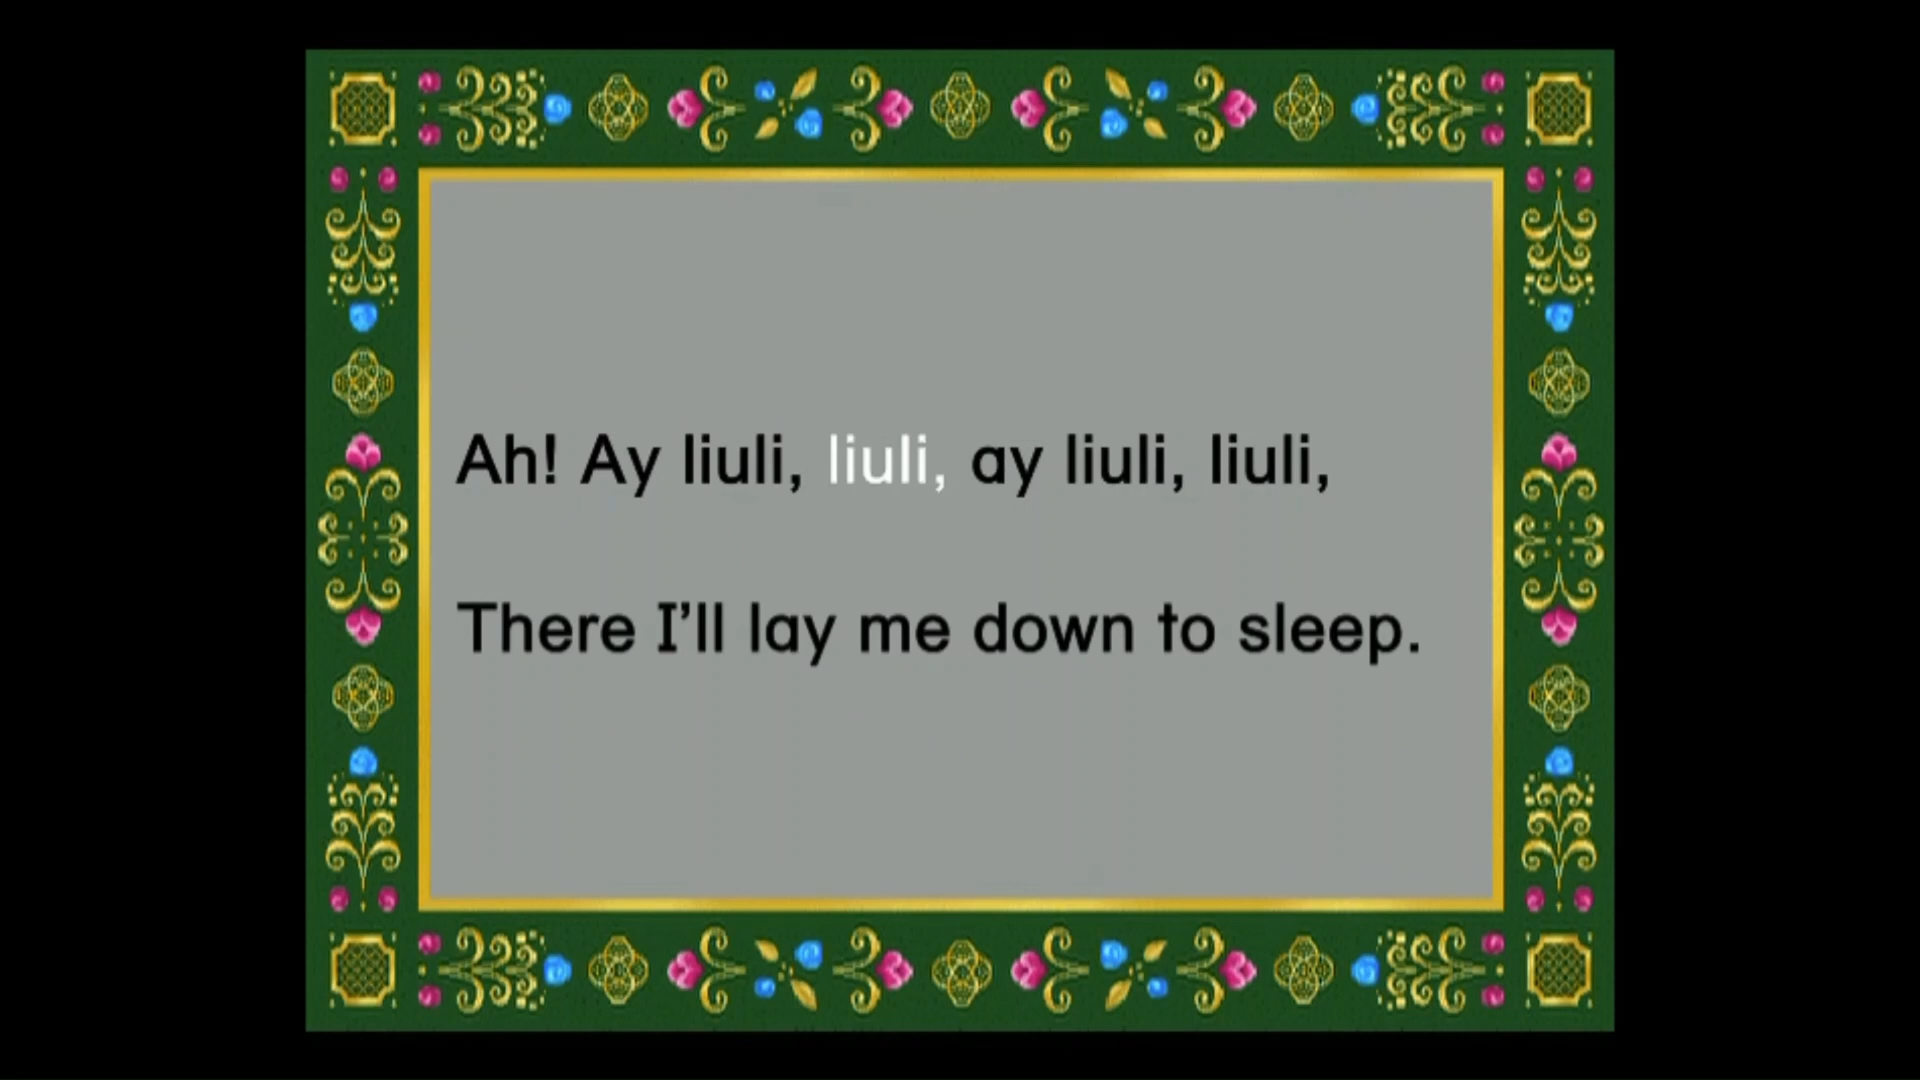 Ah! Ay liuli, liuli, ay liuli, liuli,
There I’ll lay me down to sleep.